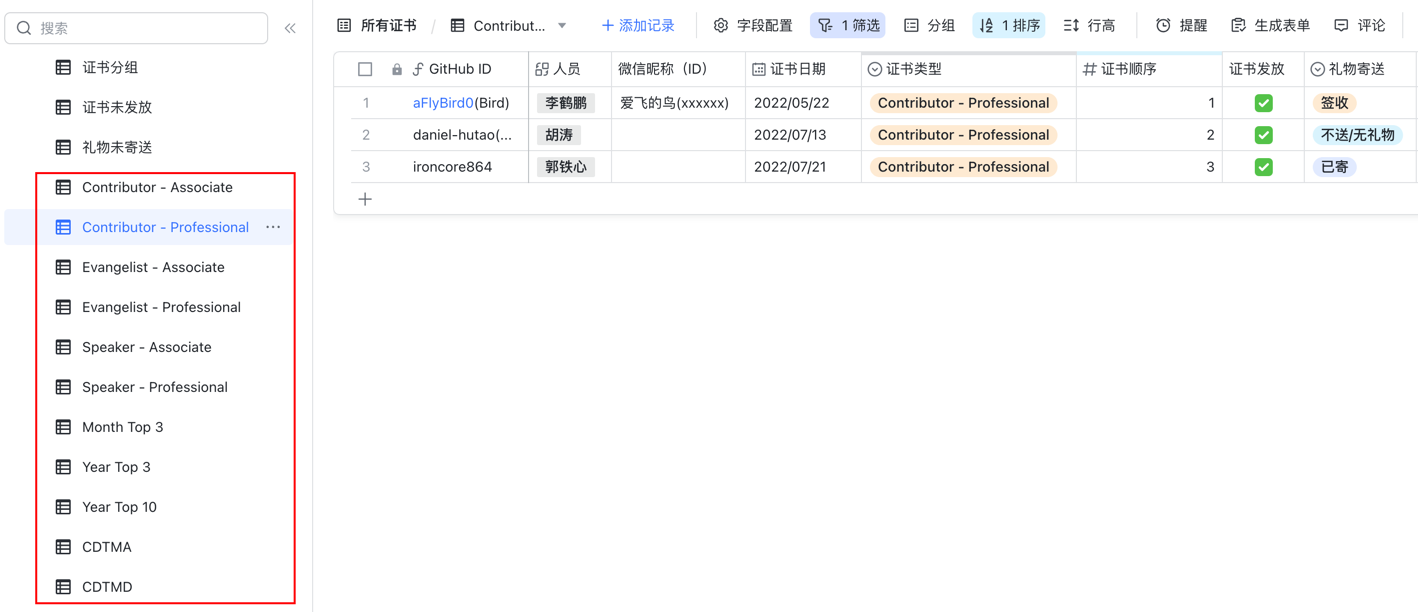 搜索
证书分组
证书未发放
礼物未寄送
Contributor - Associate
Contributor - Professional ···
Evangelist - Associate
Evangelist - Professional
Speaker - Associate
Speaker - Professional
Month Top 3
Year Top 3
Year Top 10
CDTMA
CDTMD
所有证书 / Contribut... 添加记录 字段配置 1 筛选 分组 1 排序 行高 提醒 生成表单 评论
GitHub ID 人员 微信昵称（ID） 证书日期 证书类型 证书顺序 证书发放 礼物寄送
1 aFlyBird0(Bird) 李鹤鹏 爱飞的鸟(xxxxxx) 2022/05/22 Contributor - Professional 1 签收
2 daniel-hutao(... 胡涛 2022/07/13 Contributor - Professional 2 不送/无礼物
3 ironcore864 郭铁心 2022/07/21 Contributor - Professional 3 已寄